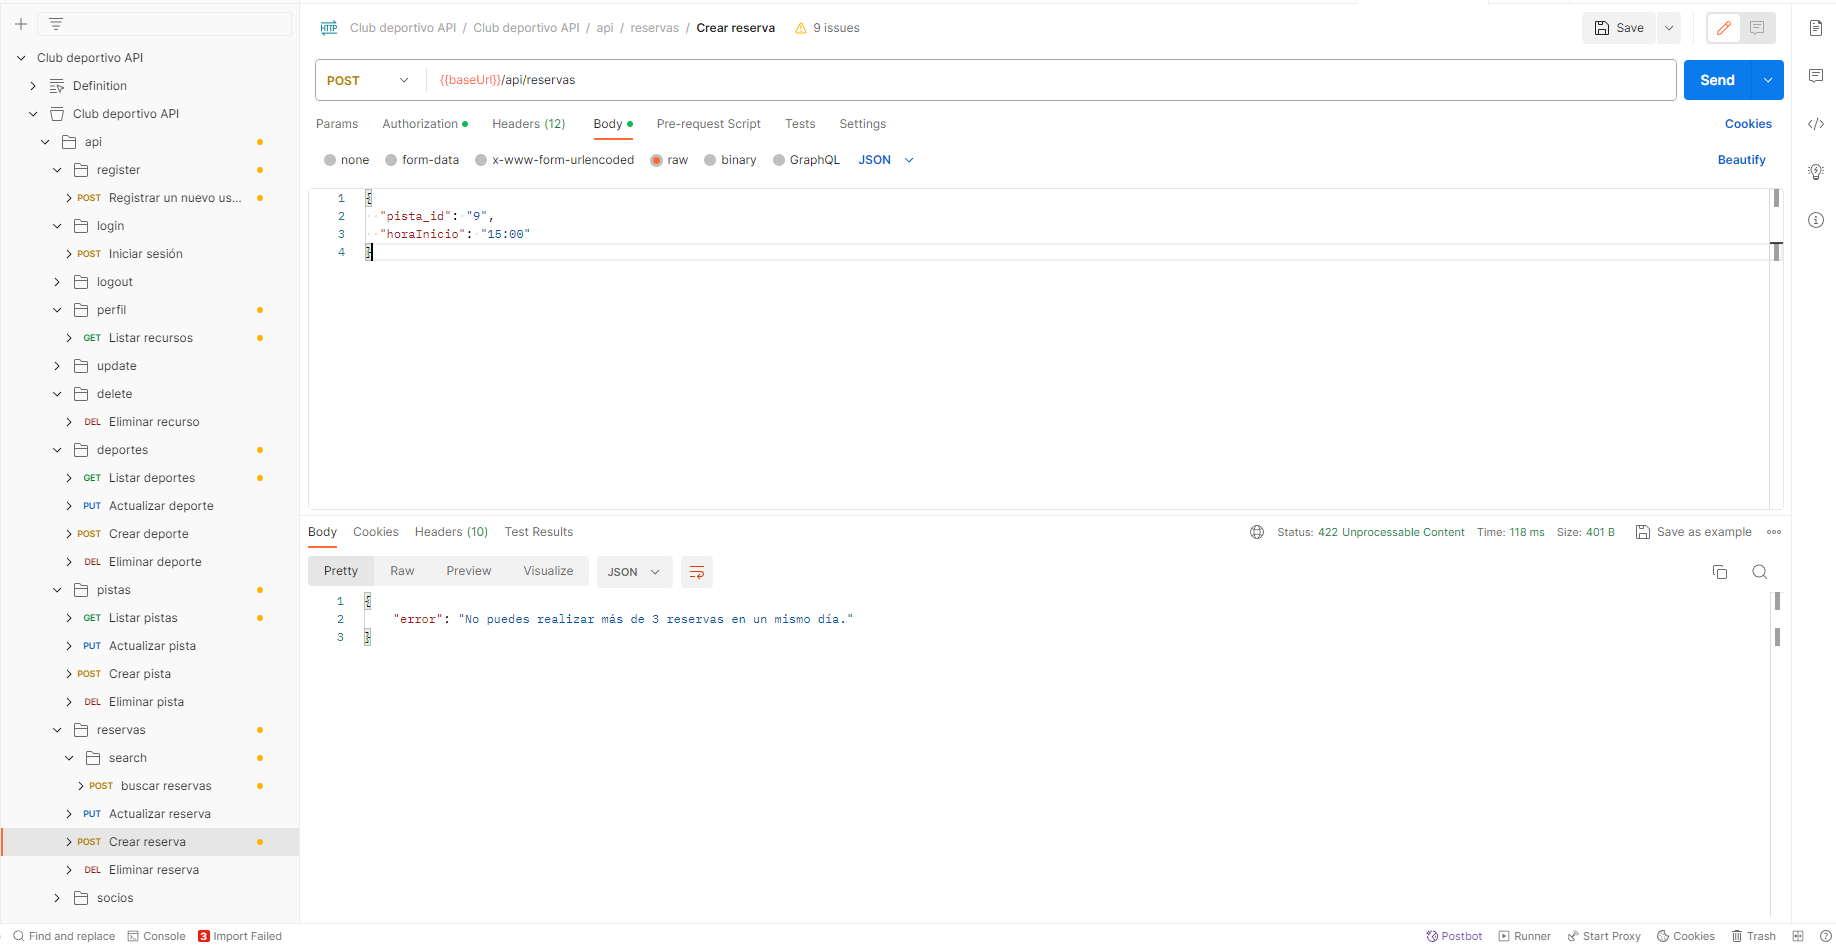 Club deportivo API / Club deportivo API / api / reservas / Crear reserva 9 issues
Save
Club deportivo API
Definition
Club deportivo API
api
register
POST Registrar un nuevo us...
login
POST Iniciar sesión
logout
perfil
GET Listar recursos
update
delete
DEL Eliminar recurso
deportes
GET Listar deportes
PUT Actualizar deporte
POST Crear deporte
DEL Eliminar deporte
pistas
GET Listar pistas
PUT Actualizar pista
POST Crear pista
DEL Eliminar pista
reservas
search
POST buscar reservas
PUT Actualizar reserva
POST Crear reserva
DEL Eliminar reserva
socios
HTTP
POST {{baseUrl}}/api/reservas
Send
Params Authorization Headers (12) Body Pre-request Script Tests Settings Cookies
none form-data x-www-form-urlencoded raw binary GraphQL JSON Beautify
1 {
2 "pista_id": "9",
3 "horaInicio": "15:00"
4 }
Body Cookies Headers (10) Test Results Status: 422 Unprocessable Content Time: 118 ms Size: 401 B Save as example
Pretty Raw Preview Visualize JSON
1 {
2 "error": "No puedes realizar más de 3 reservas en un mismo día."
3 }
Find and replace Console 3 Import Failed Postbot Runner Start Proxy Cookies Trash